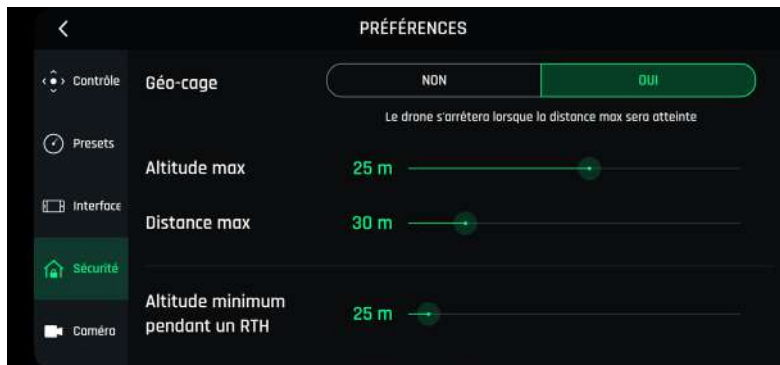 PRÉFÉRENCES
Contrôle
Géo-cage
NON
OUI
Le drone s'arrêtera lorsque la distance max sera atteinte
Presets
Altitude max
25 m
Interface
Distance max
30 m
Sécurité
Altitude minimum
pendant un RTH
25 m
Caméra